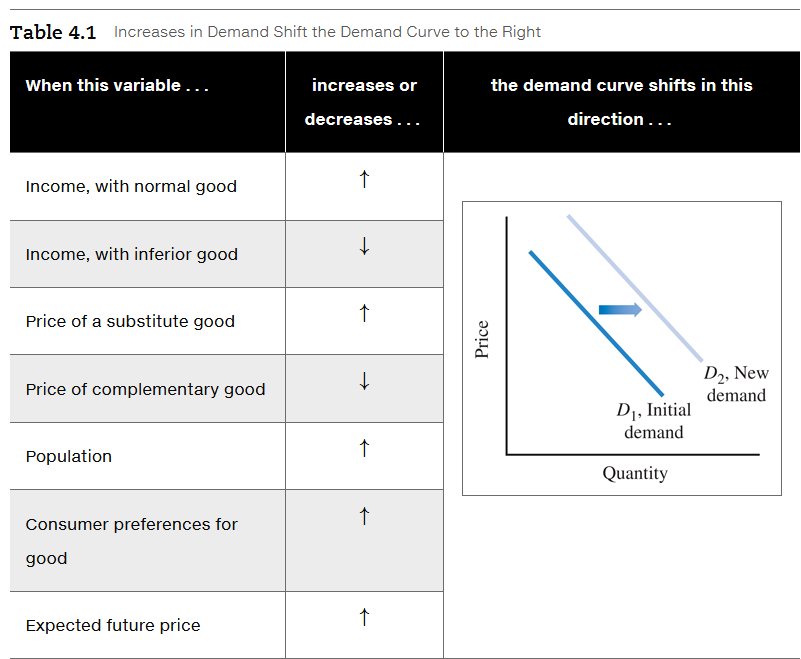 Table 4.1 Increases in Demand Shift the Demand Curve to the Right
When this variable . . .
increases or
decreases . . .
the demand curve shifts in this
direction . . .
Income, with normal good ↑
Income, with inferior good ↓
Price of a substitute good ↑
Price of complementary good ↓
Population ↑
Consumer preferences for
good ↑
Expected future price ↑
Price
D₂, New
demand
D₁, Initial
demand
Quantity